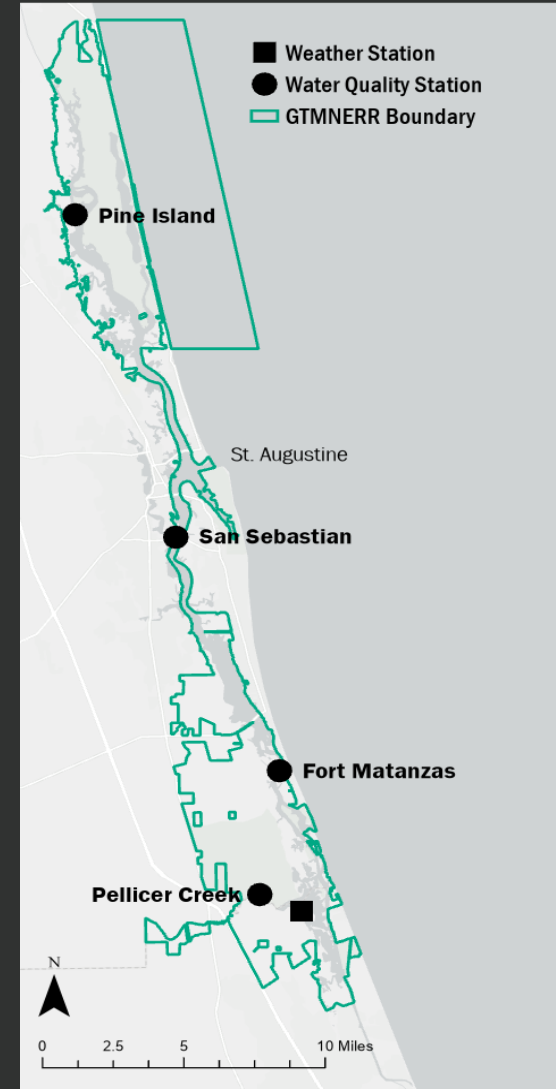 Weather Station
Water Quality Station
GTMNERR Boundary
Pine Island
St. Augustine
San Sebastian
Fort Matanzas
Pellicer Creek
N
0 2.5 5 10 Miles